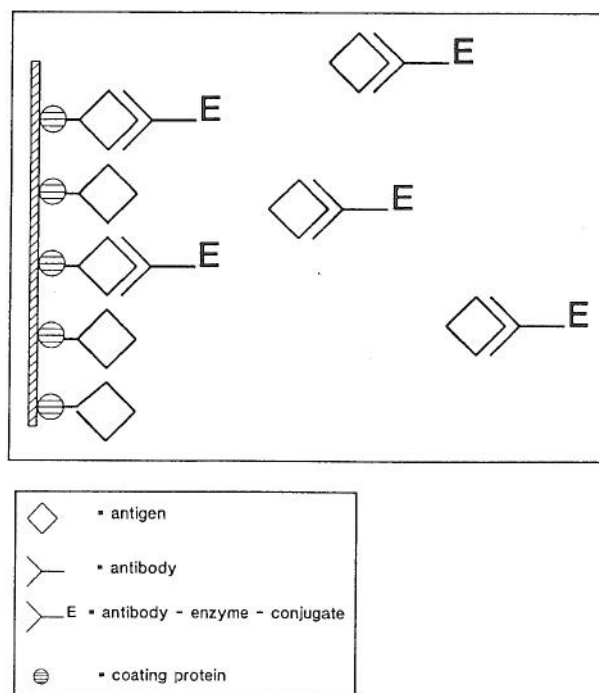 E
E
E
E
E
= antigen
= antibody
E = antibody - enzyme - conjugate
= coating protein